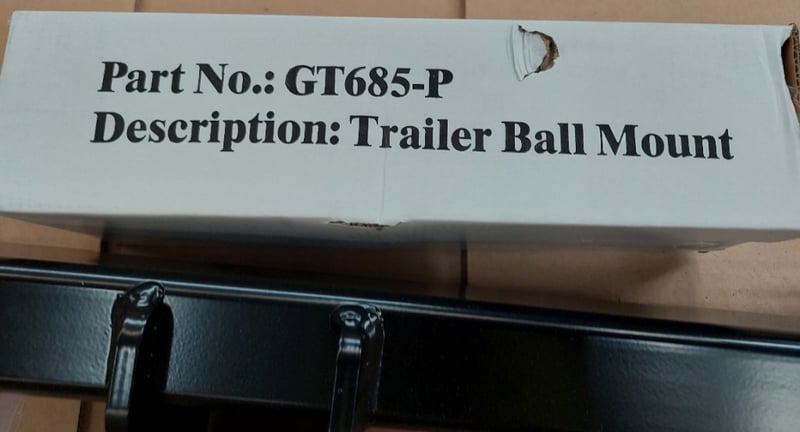 Part No.: GT685-P
Description: Trailer Ball Mount